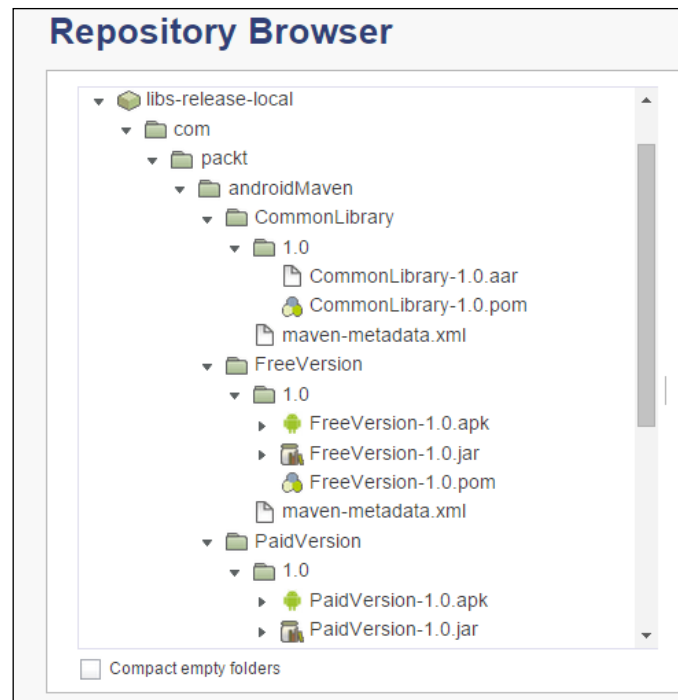 Repository Browser
libs-release-local
com
packt
androidMaven
CommonLibrary
1.0
CommonLibrary-1.0.aar
CommonLibrary-1.0.pom
maven-metadata.xml
FreeVersion
1.0
FreeVersion-1.0.apk
FreeVersion-1.0.jar
FreeVersion-1.0.pom
maven-metadata.xml
PaidVersion
1.0
PaidVersion-1.0.apk
PaidVersion-1.0.jar
Compact empty folders